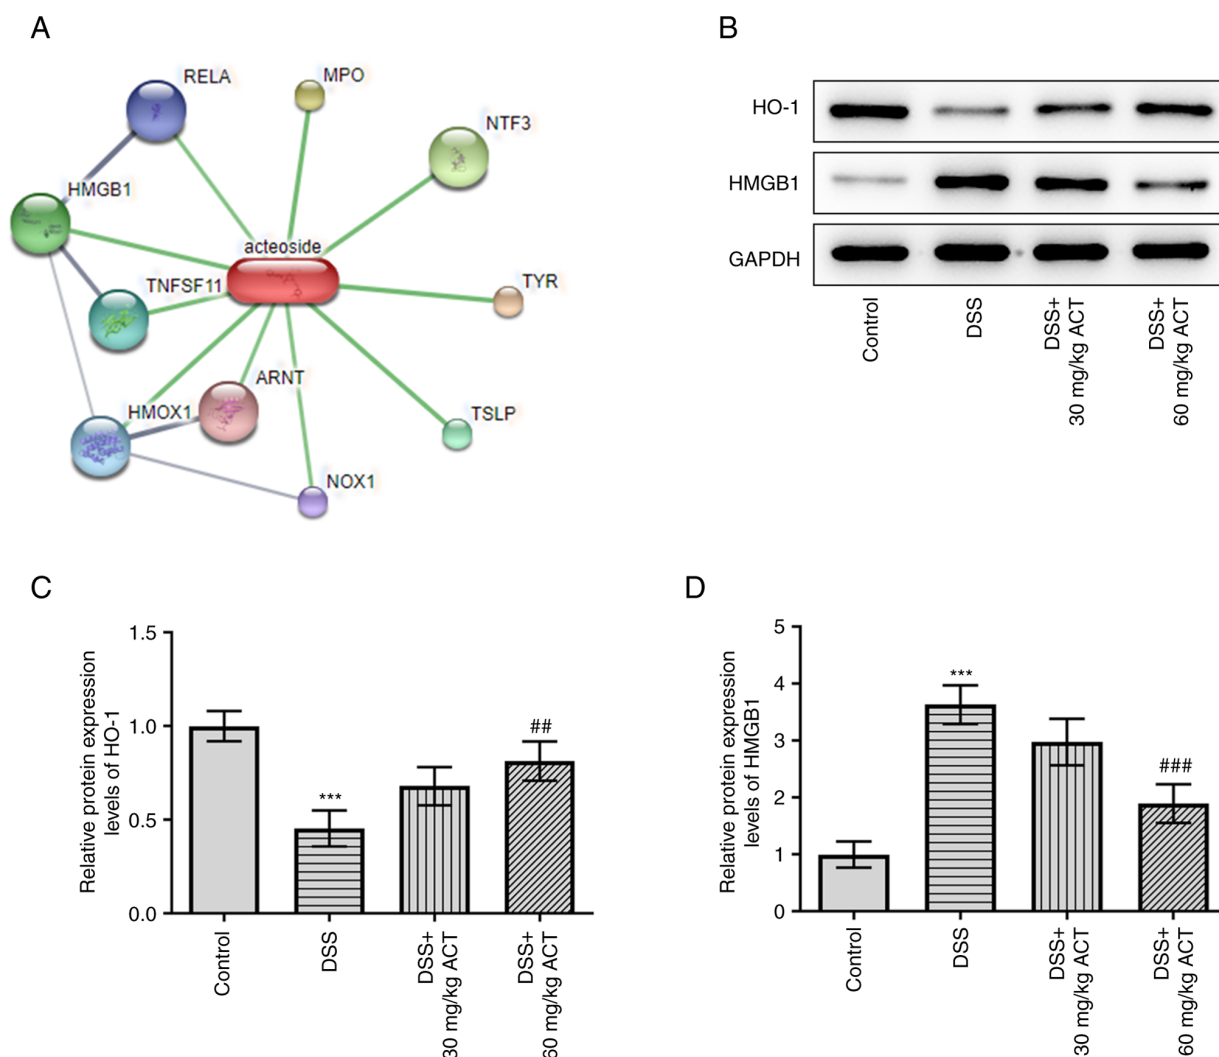 A
RELA
MPO
NTF3
HMGB1
acteoside
TNFSF11
TYR
ARNT
HMOX1
TSLP
NOX1
B
HO-1
HMGB1
GAPDH
Control
DSS
DSS+
30 mg/kg ACT
DSS+
60 mg/kg ACT
C
Relative protein expression
levels of HO-1
1.5
1.0
0.5
0.0
***
##
Control
DSS
DSS+
30 mg/kg ACT
DSS+
60 mg/kg ACT
D
Relative protein expression
levels of HMGB1
5
4
3
2
1
0
***
###
Control
DSS
DSS+
30 mg/kg ACT
DSS+
60 mg/kg ACT